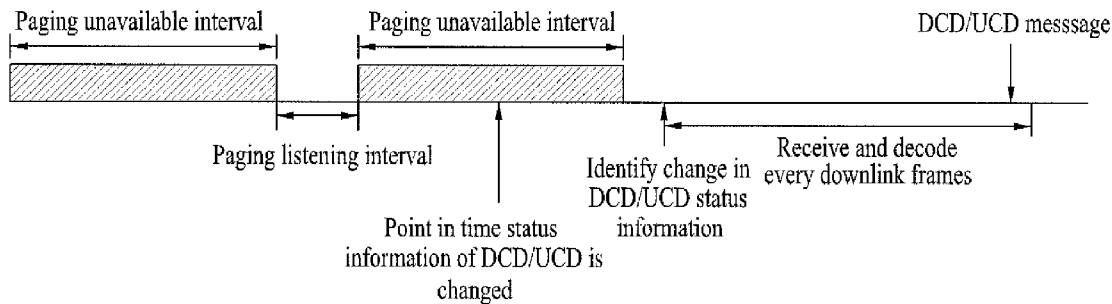 Paging unavailable interval
Paging unavailable interval
DCD/UCD messsage
Paging listening interval
Identify change in
DCD/UCD status
information
Receive and decode
every downlink frames
Point in time status
information of DCD/UCD is
changed